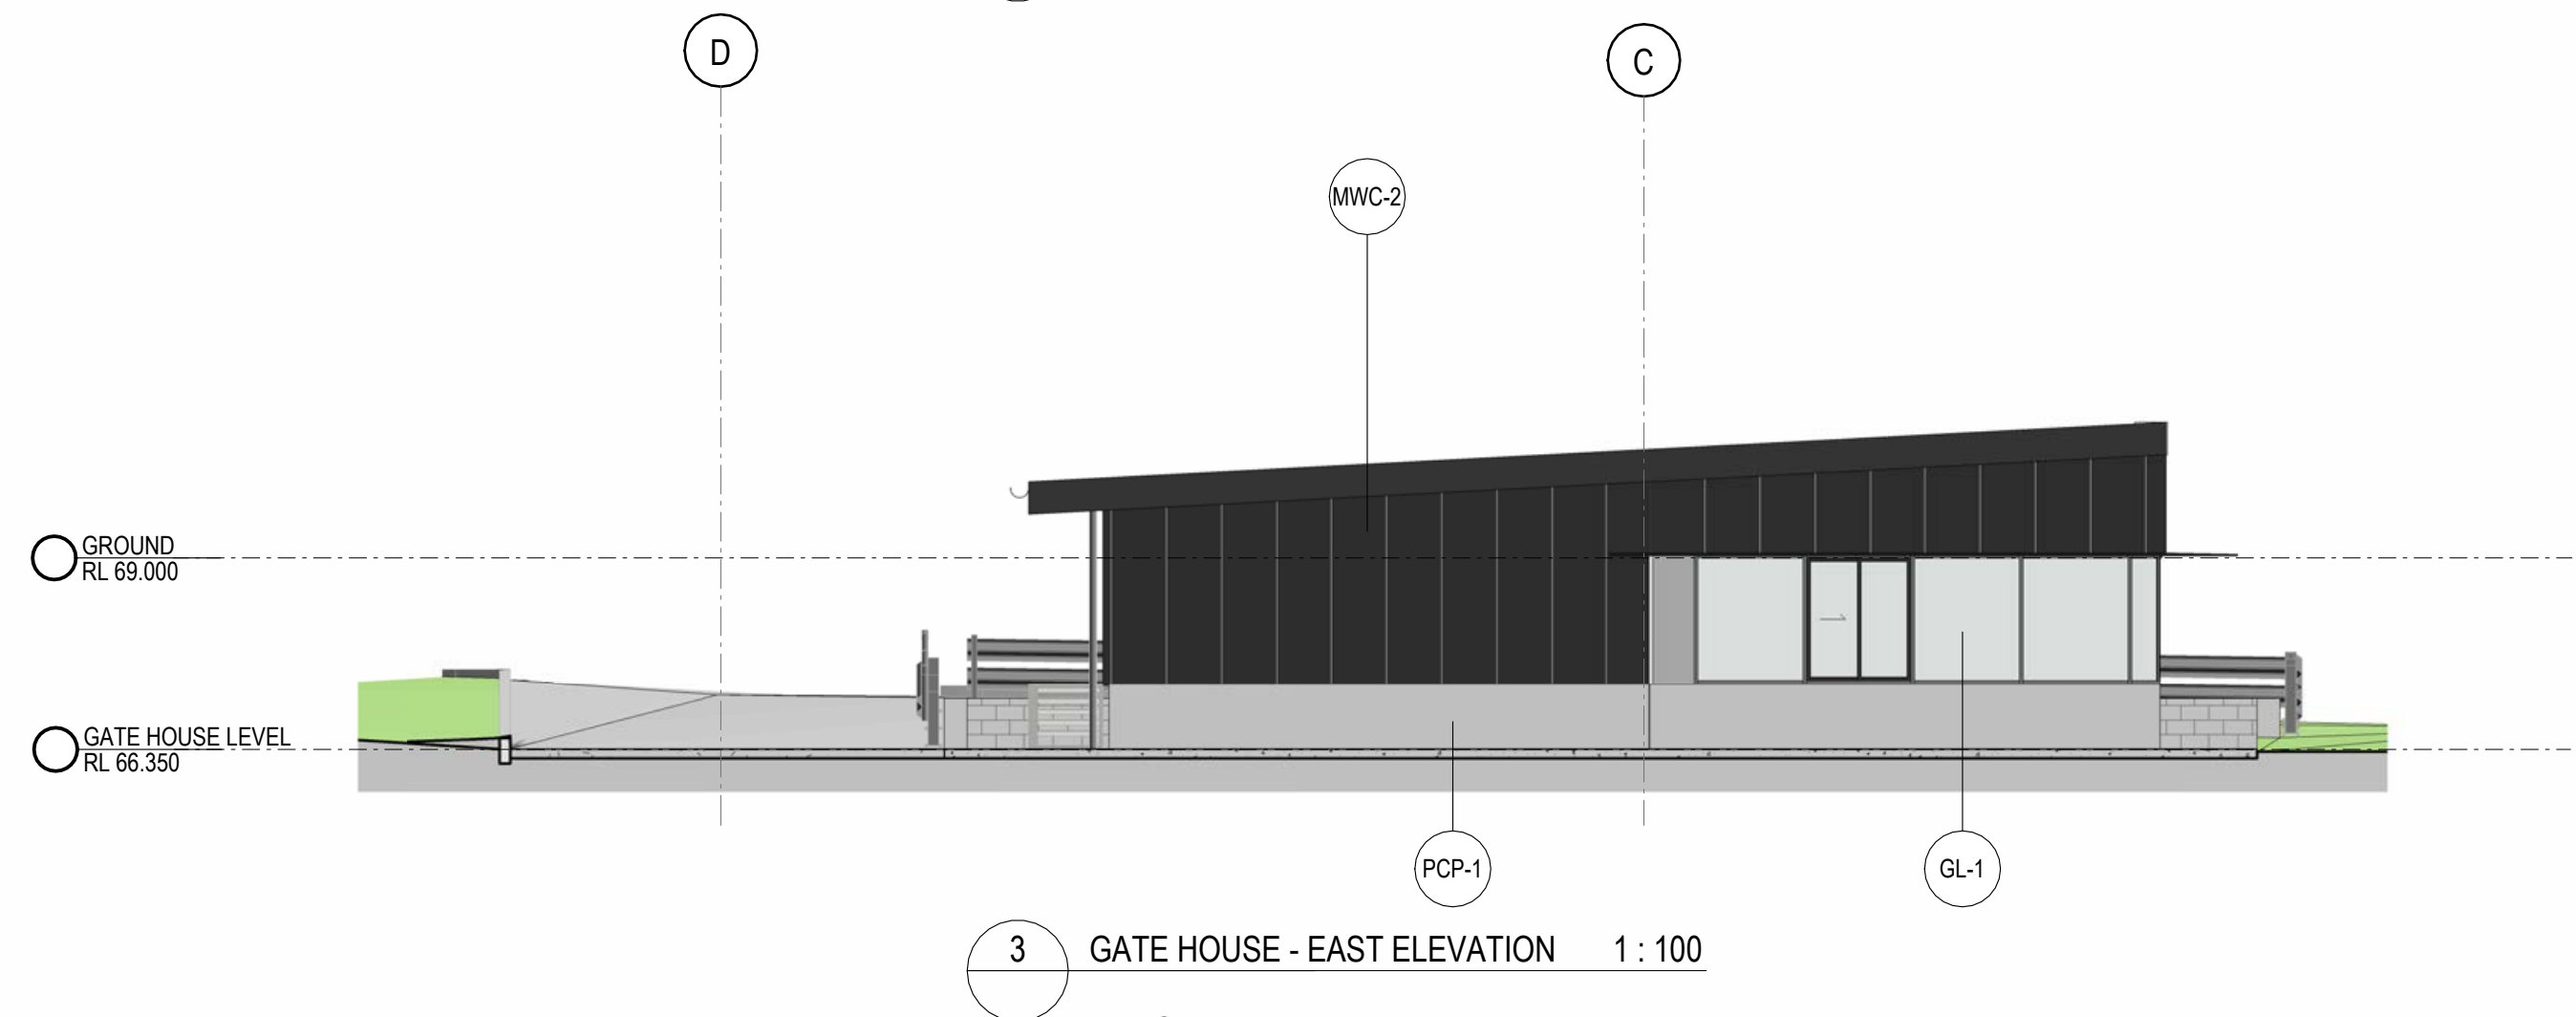 D
C
MWC-2
GROUND
RL 69.000
GATE HOUSE LEVEL
RL 66.350
PCP-1
GL-1
3 GATE HOUSE - EAST ELEVATION 1 : 100